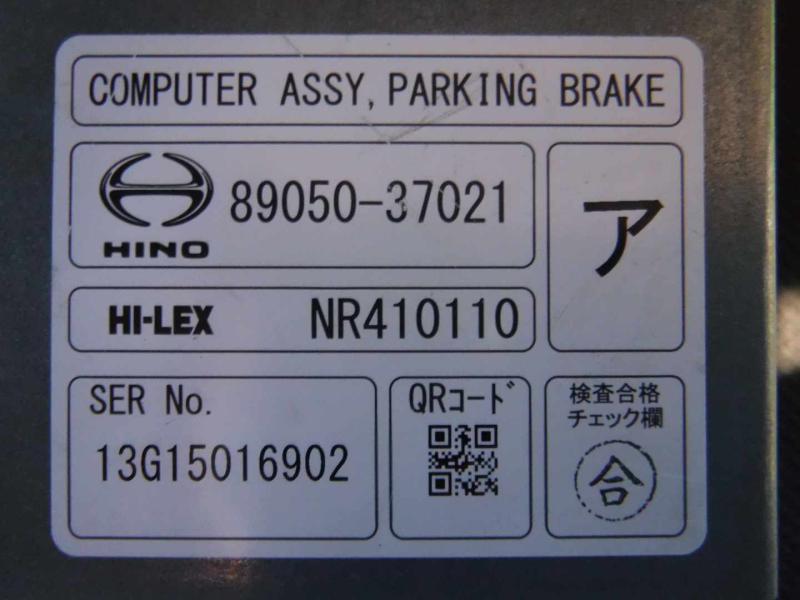 COMPUTER ASSY, PARKING BRAKE
HINO
89050-37021
ア
HI-LEX
NR410110
SER No.
13G15016902
QRコード
検査合格
チェック欄
合